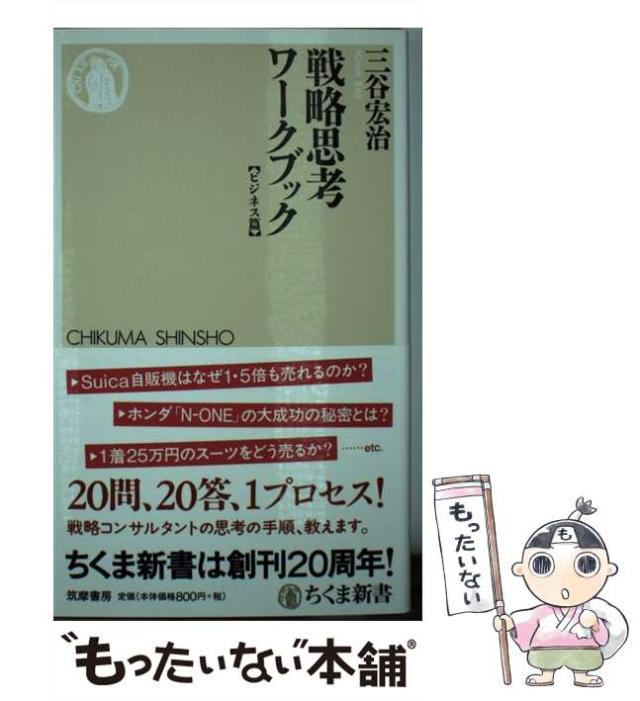 三谷宏治
戦略思考
ワークブック
【ビジネス篇】
CHIKUMA SHINSHO
▶Suica自販機はなぜ1・5倍も売れるのか?
▶ホンダ「N-ONE」の大成功の秘密とは?
▶1着25万円のスーツをどう売るか? ……etc.
20問、20答、1プロセス!
戦略コンサルタントの思考の手順、教えます。
ちくま新書は創刊20周年!
筑摩書房 定価(本体価格800円+税)
ちくま新書
"もったいない"本舗®
もったいない